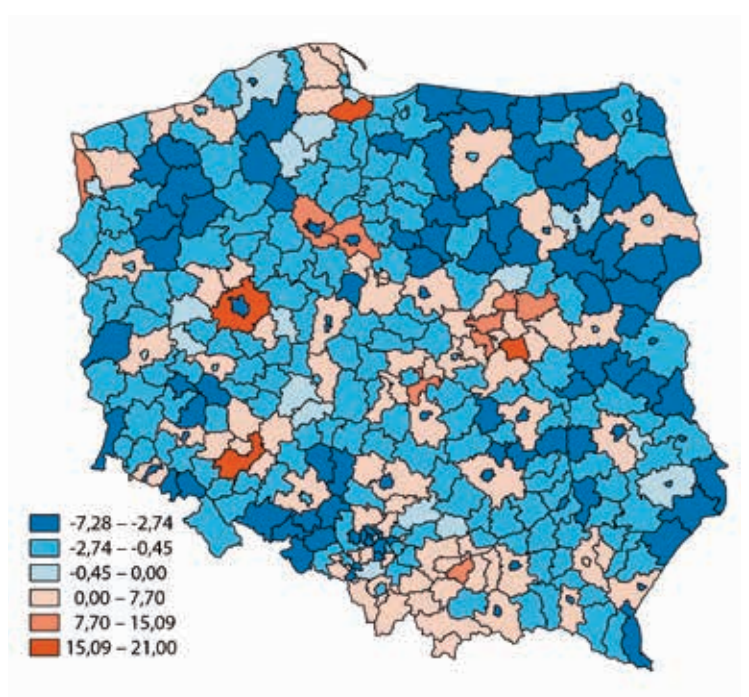 -7,28 – -2,74
-2,74 – -0,45
-0,45 – 0,00
0,00 – 7,70
7,70 – 15,09
15,09 – 21,00